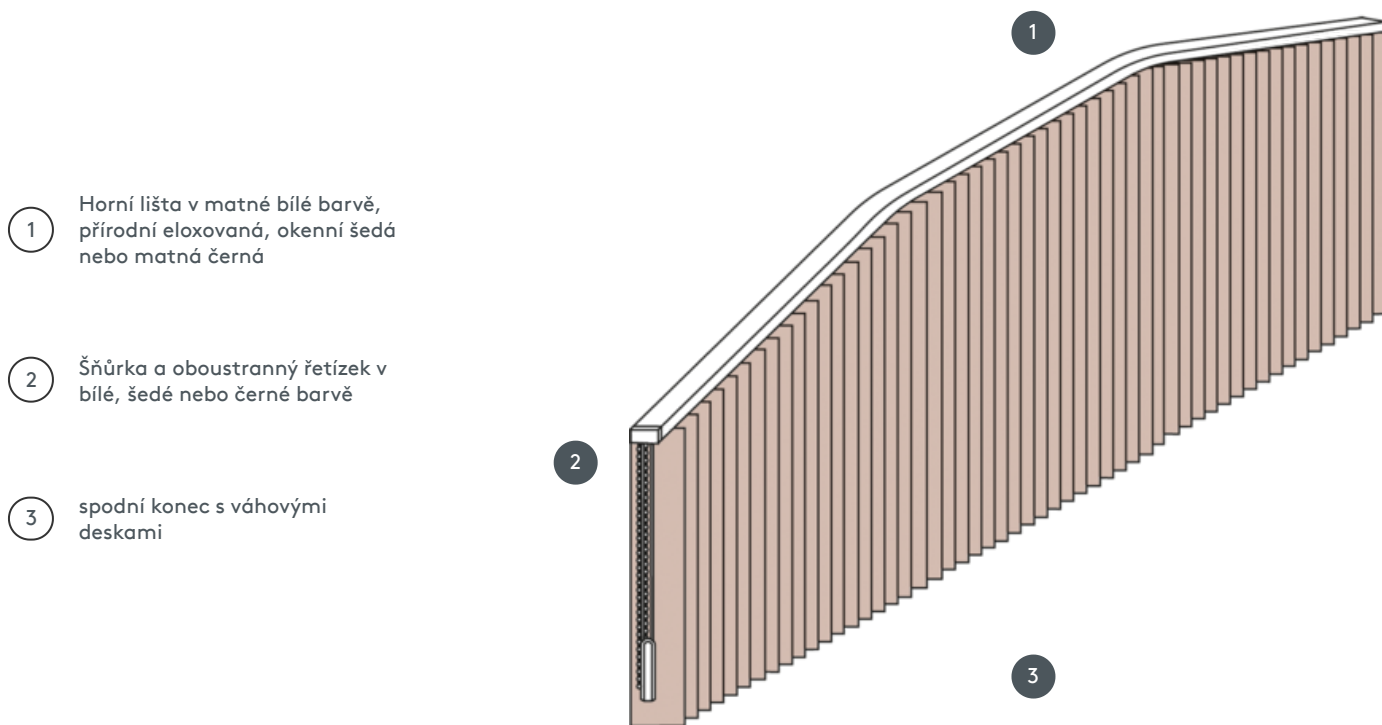 1
Horní lišta v matné bílé barvě,
přírodní eloxovaná, okenní šedá
nebo matná černá
2
Šňůrka a oboustranný řetízek v
bílé, šedé nebo černé barvě
3
spodní konec s váhovými
deskami
1
2
3